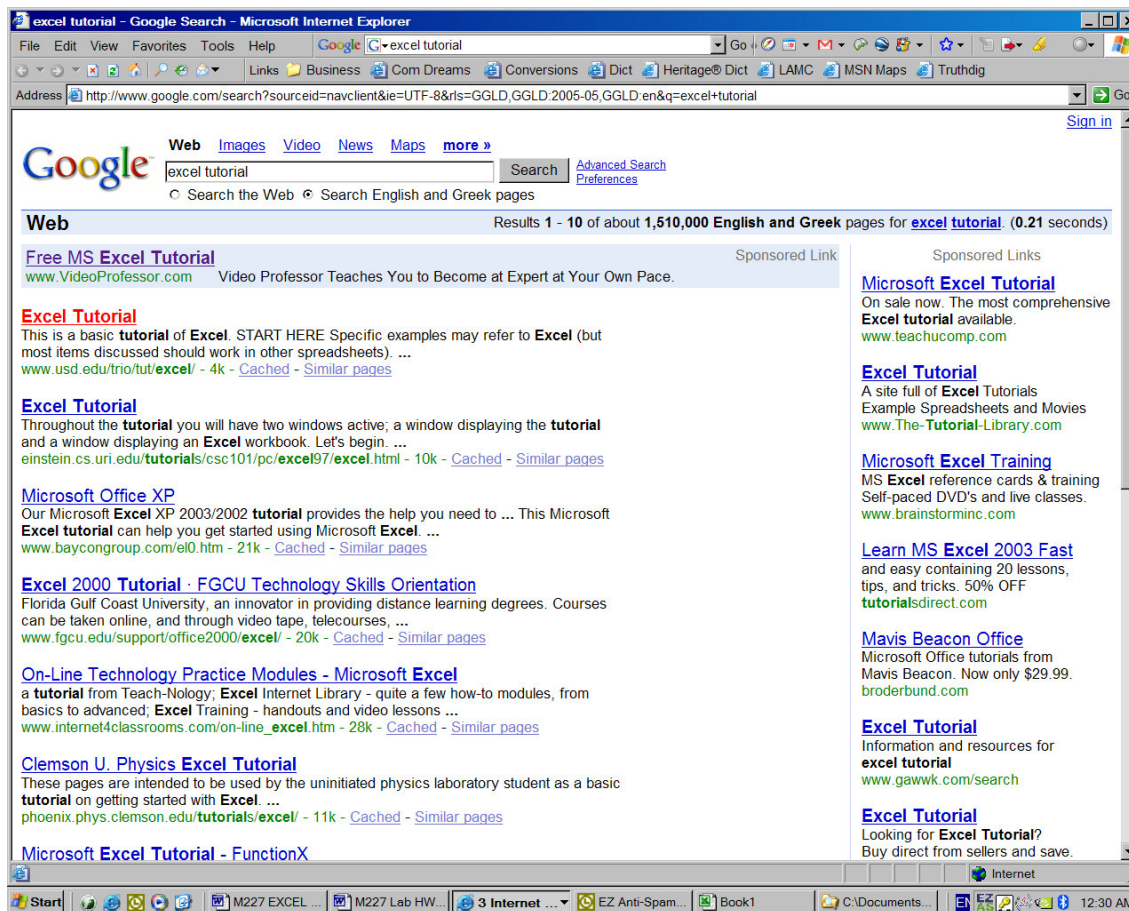 excel tutorial - Google Search - Microsoft Internet Explorer
File Edit View Favorites Tools Help Google G excel tutorial Go
Links Business Com Dreams Conversions Dict Heritage® Dict LAMC MSN Maps Truthdig
Address http://www.google.com/search?sourceid=navclient&ie=UTF-8&rls=GGLD,GGLD:2005-05,GGLD:en&q=excel+tutorial Go
Sign in
Google™
Web Images Video News Maps more »
excel tutorial Search Advanced Search
Preferences
Search the Web Search English and Greek pages
Web Results 1 - 10 of about 1,510,000 English and Greek pages for excel tutorial. (0.21 seconds)
Free MS Excel Tutorial Sponsored Link
www.VideoProfessor.com Video Professor Teaches You to Become at Expert at Your Own Pace.
Excel Tutorial
This is a basic tutorial of Excel. START HERE Specific examples may refer to Excel (but
most items discussed should work in other spreadsheets). ...
www.usd.edu/trio/tut/excel/ - 4k - Cached - Similar pages
Excel Tutorial
Throughout the tutorial you will have two windows active; a window displaying the tutorial
and a window displaying an Excel workbook. Let's begin. ...
einstein.cs.uri.edu/tutorials/csc101/pc/excel97/excel.html - 10k - Cached - Similar pages
Microsoft Office XP
Our Microsoft Excel XP 2003/2002 tutorial provides the help you need to ... This Microsoft
Excel tutorial can help you get started using Microsoft Excel. ...
www.baycongroup.com/el0.htm - 21k - Cached - Similar pages
Excel 2000 Tutorial · FGCU Technology Skills Orientation
Florida Gulf Coast University, an innovator in providing distance learning degrees. Courses
can be taken online, and through video tape, telecourses, ...
www.fgcu.edu/support/office2000/excel/ - 20k - Cached - Similar pages
On-Line Technology Practice Modules - Microsoft Excel
a tutorial from Teach-Nology; Excel Internet Library - quite a few how-to modules, from
basics to advanced; Excel Training - handouts and video lessons ...
www.internet4classrooms.com/on-line_excel.htm - 28k - Cached - Similar pages
Clemson U. Physics Excel Tutorial
These pages are intended to be used by the uninitiated physics laboratory student as a basic
tutorial on getting started with Excel. ...
phoenix.phys.clemson.edu/tutorials/excel/ - 11k - Cached - Similar pages
Microsoft Excel Tutorial - FunctionX
Sponsored Links
Microsoft Excel Tutorial
On sale now. The most comprehensive
Excel tutorial available.
www.teachucomp.com
Excel Tutorial
A site full of Excel Tutorials
Example Spreadsheets and Movies
www.The-Tutorial-Library.com
Microsoft Excel Training
MS Excel reference cards & training
Self-paced DVD's and live classes.
www.brainstorminc.com
Learn MS Excel 2003 Fast
and easy containing 20 lessons,
tips, and tricks. 50% OFF
tutorialsdirect.com
Mavis Beacon Office
Microsoft Office tutorials from
Mavis Beacon. Now only $29.99.
broderbund.com
Excel Tutorial
Information and resources for
excel tutorial
www.gawwk.com/search
Excel Tutorial
Looking for Excel Tutorial?
Buy direct from sellers and save.
Internet
Start M227 EXCEL ... M227 Lab HW... 3 Internet ... EZ Anti-Spam... Book1 C:\Documents... EN EZ AS 12:30 AM